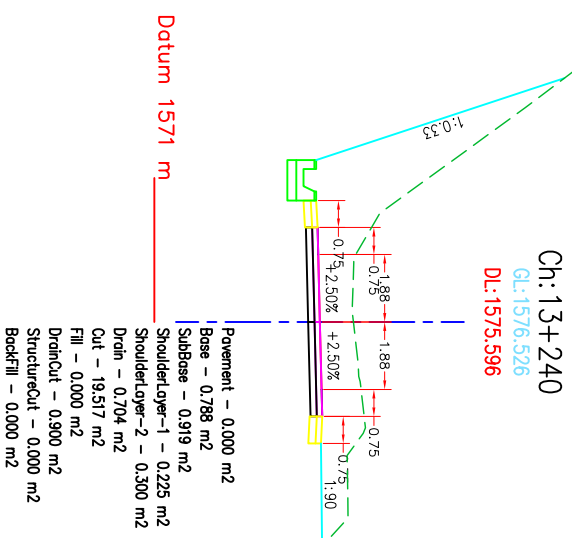 Ch:13+240
GL:1576.526
DL:1575.596
1:0.33
1.88
1.88
0.75
0.75
0.75
0.75
+2.50%
+2.50%
1:90
Datum 1571 m
Pavement - 0.000 m2
Base - 0.788 m2
SubBase - 0.919 m2
ShoulderLayer-1 - 0.225 m2
ShoulderLayer-2 - 0.300 m2
Drain - 0.704 m2
Cut - 19.517 m2
Fill - 0.000 m2
DrainCut - 0.900 m2
StructureCut - 0.000 m2
BackFill - 0.000 m2